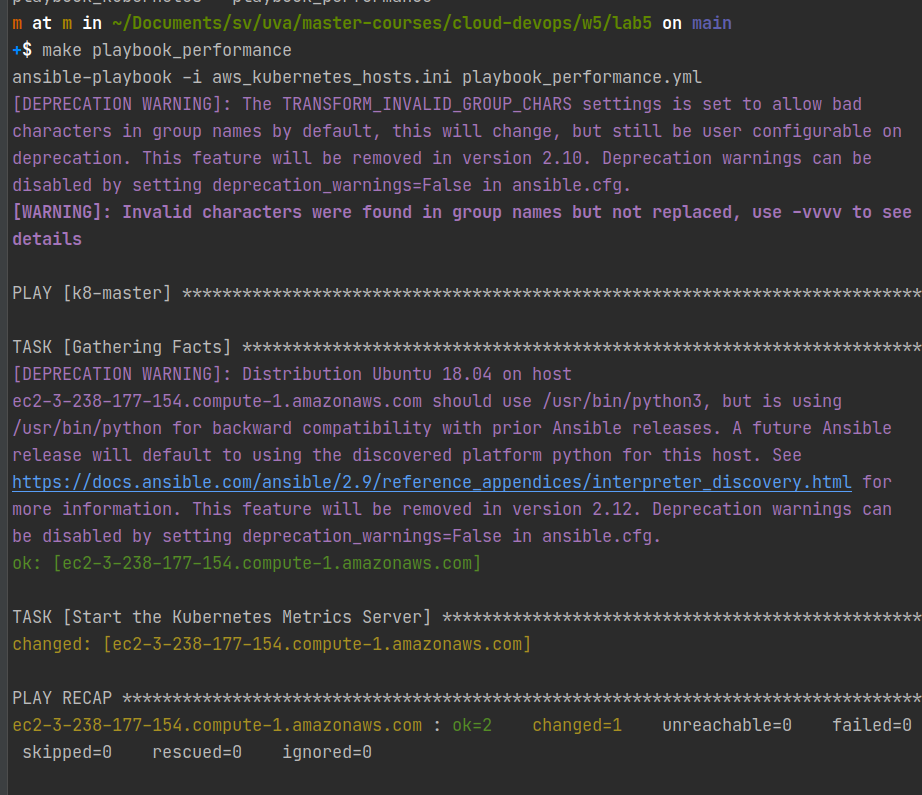 m at m in ~/Documents/sv/uva/master-courses/cloud-devops/w5/lab5 on main
+$ make playbook_performance
ansible-playbook -i aws_kubernetes_hosts.ini playbook_performance.yml
[DEPRECATION WARNING]: The TRANSFORM_INVALID_GROUP_CHARS settings is set to allow bad
characters in group names by default, this will change, but still be user configurable on
deprecation. This feature will be removed in version 2.10. Deprecation warnings can be
disabled by setting deprecation_warnings=False in ansible.cfg.
[WARNING]: Invalid characters were found in group names but not replaced, use -vvvv to see
details
PLAY [k8-master] **************************************************************************
TASK [Gathering Facts] ********************************************************************
[DEPRECATION WARNING]: Distribution Ubuntu 18.04 on host
ec2-3-238-177-154.compute-1.amazonaws.com should use /usr/bin/python3, but is using
/usr/bin/python for backward compatibility with prior Ansible releases. A future Ansible
release will default to using the discovered platform python for this host. See
https://docs.ansible.com/ansible/2.9/reference_appendices/interpreter_discovery.html for
more information. This feature will be removed in version 2.12. Deprecation warnings can
be disabled by setting deprecation_warnings=False in ansible.cfg.
ok: [ec2-3-238-177-154.compute-1.amazonaws.com]
TASK [Start the Kubernetes Metrics Server] ************************************************
changed: [ec2-3-238-177-154.compute-1.amazonaws.com]
PLAY RECAP ********************************************************************************
ec2-3-238-177-154.compute-1.amazonaws.com : ok=2    changed=1    unreachable=0    failed=0
 skipped=0    rescued=0    ignored=0